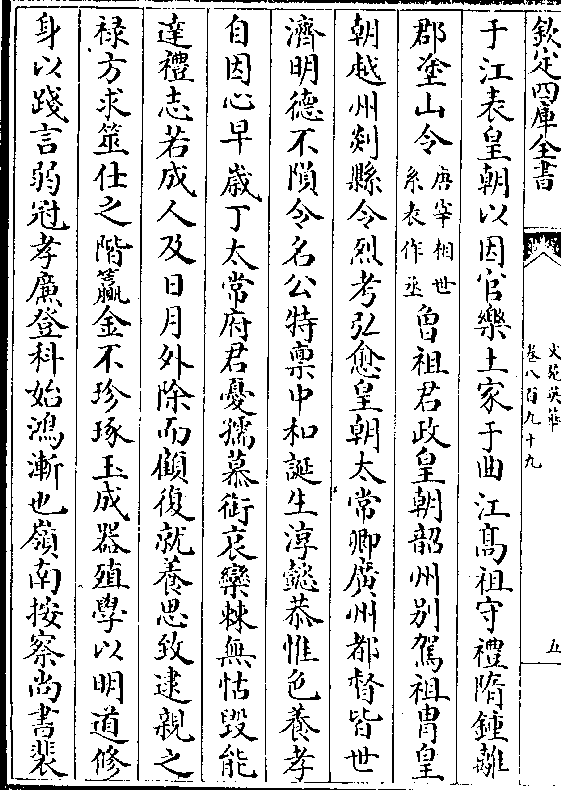 欽定四庫全書
文苑英華
卷八百九十九
五
于江表皇朝以因官樂土家于曲江髙祖守禮隋鍾離
郡塗山令唐宰相世系表作丞曾祖君政皇朝韶州别駕祖胄皇
朝越州剡縣令烈考弘愈皇朝太常卿廣州都督皆世
濟明德不隕令名公特禀中和誕生淳懿恭惟色養孝
自因心早歲丁太常府君憂孺慕銜哀欒棘無怙毁能
達禮志若成人及日月外除而顧復就養思致逮親之
禄方求筮仕之階籯金不珍琢玉成器殖學以明道修
身以踐言弱冠孝廉登科始鴻漸也嶺南按察尚書裴